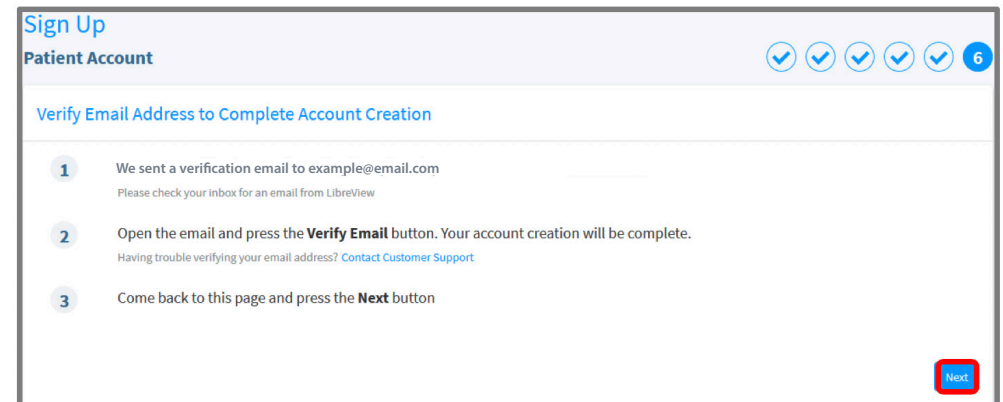 Sign Up
Patient Account
6
Verify Email Address to Complete Account Creation
1
We sent a verification email to example@email.com
Please check your inbox for an email from LibreView
2
Open the email and press the Verify Email button. Your account creation will be complete.
Having trouble verifying your email address? Contact Customer Support
3
Come back to this page and press the Next button
Next